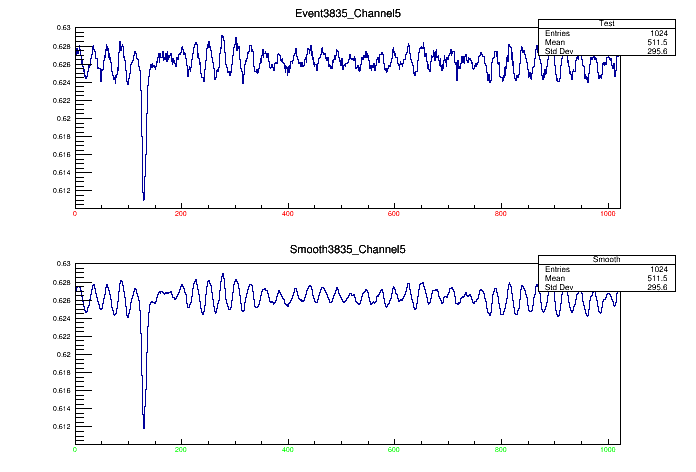 Event3835_Channel5
Test
Entries 1024
Mean 511.5
Std Dev 295.6
0.63
0.628
0.626
0.624
0.622
0.62
0.618
0.616
0.614
0.612
0 200 400 600 800 1000
Smooth3835_Channel5
Smooth
Entries 1024
Mean 511.5
Std Dev 295.6
0.63
0.628
0.626
0.624
0.622
0.62
0.618
0.616
0.614
0.612
0 200 400 600 800 1000